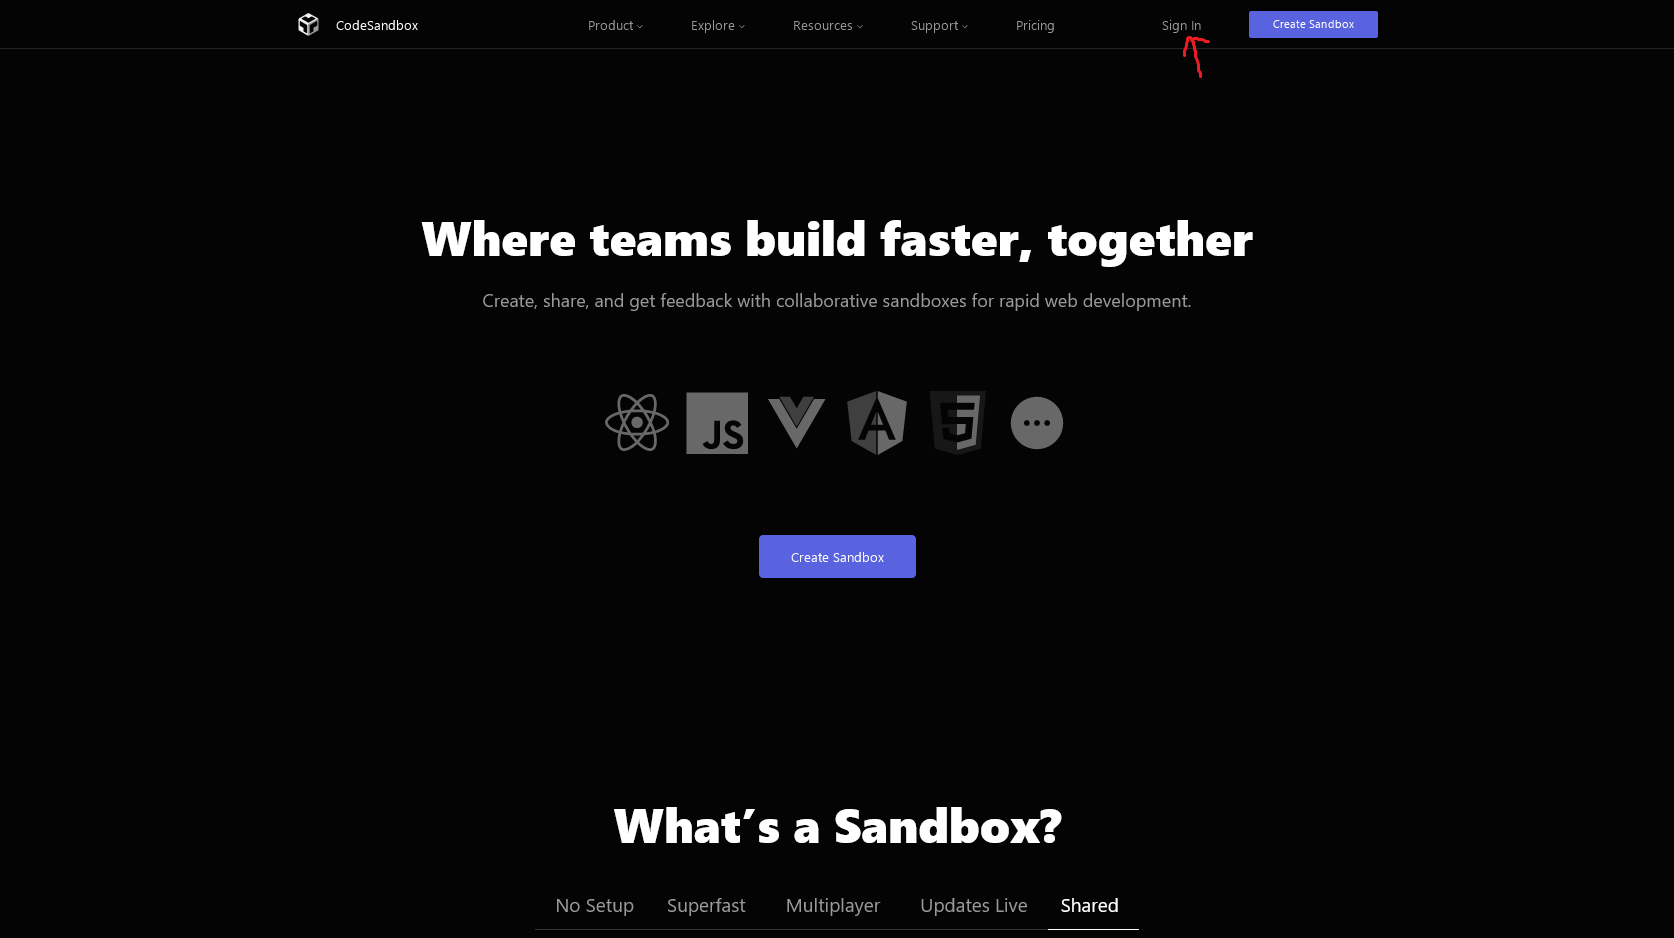 CodeSandbox Product Explore Resources Support Pricing Sign In Create Sandbox
Where teams build faster, together
Create, share, and get feedback with collaborative sandboxes for rapid web development.
JS A 5
Create Sandbox
What's a Sandbox?
No Setup Superfast Multiplayer Updates Live Shared